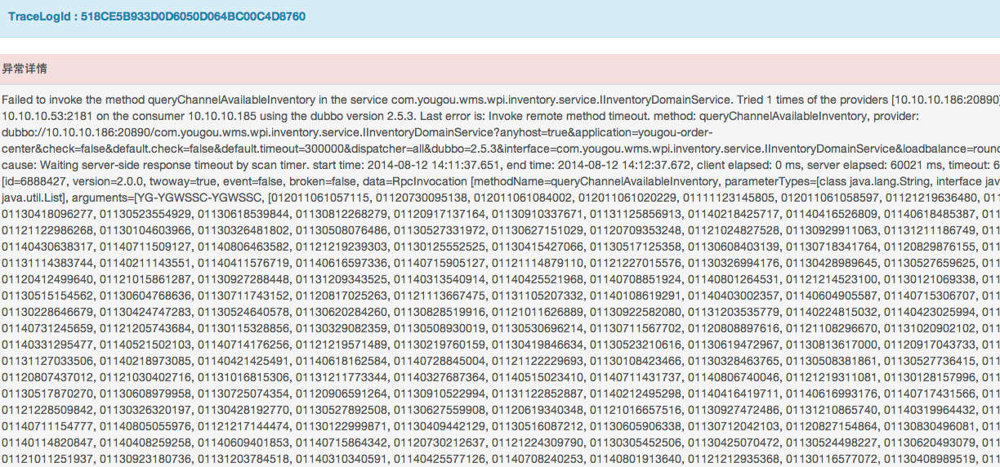 TraceLogId : 518CE5B933D0D6050D064BC00C4D8760
异常详情
Failed to invoke the method queryChannelAvailableInventory in the service com.yougou.wms.wpi.inventory.service.IInventoryDomainService. Tried 1 times of the providers [10.10.10.186:20890]
10.10.10.53:2181 on the consumer 10.10.10.185 using the dubbo version 2.5.3. Last error is: Invoke remote method timeout. method: queryChannelAvailableInventory, provider:
dubbo://10.10.10.186:20890/com.yougou.wms.wpi.inventory.service.IInventoryDomainService?anyhost=true&application=yougou-order-
center&check=false&default.check=false&default.timeout=300000&dispatcher=all&dubbo=2.5.3&interface=com.yougou.wms.wpi.inventory.service.IInventoryDomainService&loadbalance=roun
cause: Waiting server-side response timeout by scan timer. start time: 2014-08-12 14:11:37.651, end time: 2014-08-12 14:12:37.672, client elapsed: 0 ms, server elapsed: 60021 ms, timeout: 6
[id=6888427, version=2.0.0, twoway=true, event=false, broken=false, data=RpcInvocation [methodName=queryChannelAvailableInventory, parameterTypes=[class java.lang.String, interface jav
java.util.List], arguments=[YG-YGWSSC-YGWSSC, [012011061057115, 01120730095138, 012011061084002, 012011061020229, 01111123145805, 012011061058597, 01121219636480, 011
01130418096277, 01130523554929, 01130618539844, 01130812268279, 01120917137164, 01130910337671, 01131125856913, 01140218425717, 01140416526809, 01140618485387, 011
01121122986268, 01130104603966, 01130326481802, 01130508076486, 01130527331972, 01130627151029, 01120709353248, 01121024827528, 01130929911063, 01131211186749, 011
01140430638317, 01140711509127, 01140806463582, 01121219239303, 01130125552525, 01130415427066, 01130517125358, 01130608403139, 01130718341764, 01120829876155, 011
01131114383744, 01140211143551, 01140411576719, 01140616597336, 01140715905127, 01121114879110, 01121227015576, 01130326994176, 01130428989645, 01130527659625, 011
01120412499640, 01121015861287, 01130927288448, 01131209343525, 01140313540914, 01140425521968, 01140708851924, 01140801264531, 01121214523100, 01130121069338, 011
01130515154562, 01130604768636, 01130711743152, 01120817025263, 01121113667475, 01131105207332, 01140108619291, 01140403002357, 01140604905587, 01140715306707, 011
01130228646679, 01130424747283, 01130524640578, 01130620284260, 01130828519916, 01121011626889, 01130922582080, 01131203535779, 01140224815032, 01140423025994, 011
01140731245659, 01121205743684, 01130115328856, 01130329082359, 01130508930019, 01130530696214, 01130711567702, 01120808897616, 01121108296670, 01131020902102, 011
01140331295477, 01140521502103, 01140714176256, 01121219571489, 01130219760159, 01130419846634, 01130523210616, 01130619472967, 01130813617000, 01120917043733, 011
01131127033506, 01140218973085, 01140421425491, 01140618162584, 01140728845004, 01121122229693, 01130108423466, 01130328463765, 01130508381861, 01130527736415, 011
01120807437012, 01121030402716, 01131016815306, 01131211773344, 01140327687364, 01140515023410, 01140711431737, 01140806740046, 01121219311081, 01130128157996, 011
01130517870270, 01130608979958, 01130725074354, 01120906591264, 01130910522994, 01131122852887, 01140212495298, 01140416419711, 01140616993176, 01140717431566, 011
01121228509842, 01130326320197, 01130428192770, 01130527892508, 01130627559908, 01120619340348, 01121016657516, 01130927472486, 01131210865740, 01140319964432, 011
01140711154777, 01140805055976, 01121217144474, 01130122999871, 01130409442129, 01130516087212, 01130605906338, 01130712042103, 01120827154864, 01130830496081, 011
01140114820847, 01140408259258, 01140609401853, 01140715864342, 01120730212637, 01121224309790, 01130305452506, 01130425070472, 01130524498227, 01130620493079, 011
01121011251937, 01130923180736, 01131203784518, 01140310340591, 01140425577126, 01140708240253, 01140801913640, 01121212935368, 01130116577072, 01130408989519, 011